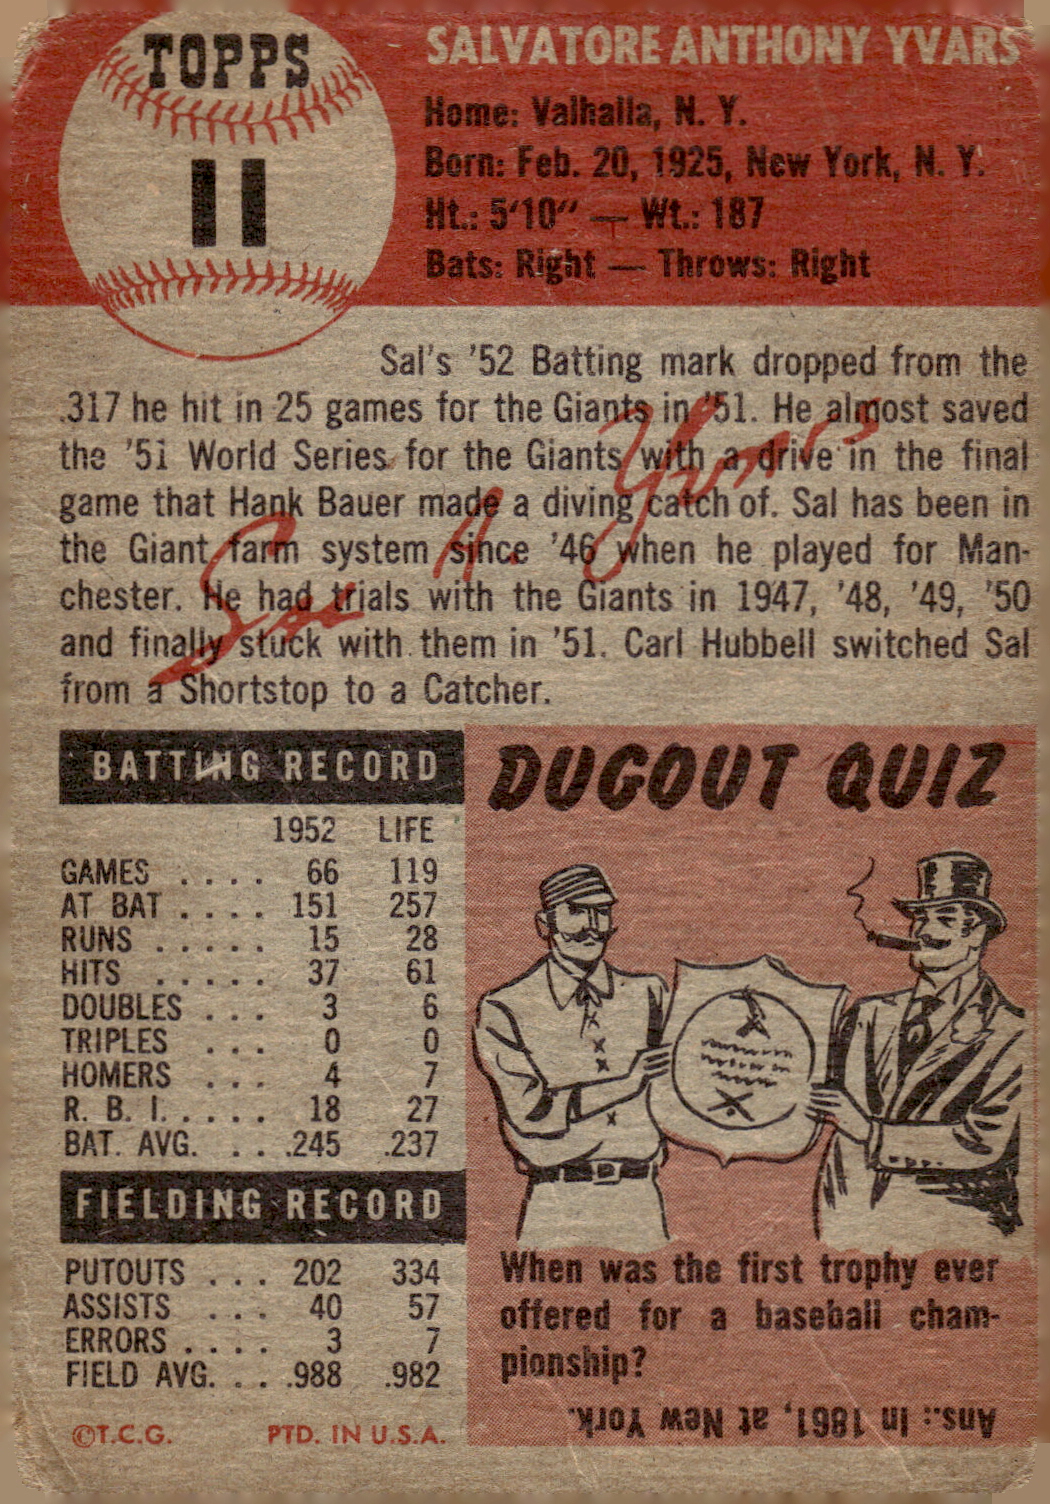 TOPPS
11
SALVATORE ANTHONY YVARS
Home: Valhalla, N. Y.
Born: Feb. 20, 1925, New York, N. Y.
Ht.: 5'10" — Wt.: 187
Bats: Right — Throws: Right
Sal's '52 Batting mark dropped from the
.317 he hit in 25 games for the Giants in '51. He almost saved
the '51 World Series for the Giants with a drive in the final
game that Hank Bauer made a diving catch of. Sal has been in
the Giant farm system since '46 when he played for Man-
chester. He had trials with the Giants in 1947, '48, '49, '50
and finally stuck with them in '51. Carl Hubbell switched Sal
from a Shortstop to a Catcher.
Sal A. Yvars
BATTING RECORD
1952 LIFE
GAMES .... 66 119
AT BAT .... 151 257
RUNS ..... 15 28
HITS ..... 37 61
DOUBLES ... 3 6
TRIPLES ... 0 0
HOMERS ... 4 7
R. B. I. .... 18 27
BAT. AVG. ... .245 .237
FIELDING RECORD
PUTOUTS ... 202 334
ASSISTS ... 40 57
ERRORS .... 3 7
FIELD AVG. ... .988 .982
©T.C.G. PTD. IN U.S.A.
DUGOUT QUIZ
When was the first trophy ever
offered for a baseball cham-
pionship?
Ans.: In 1861, at New York.